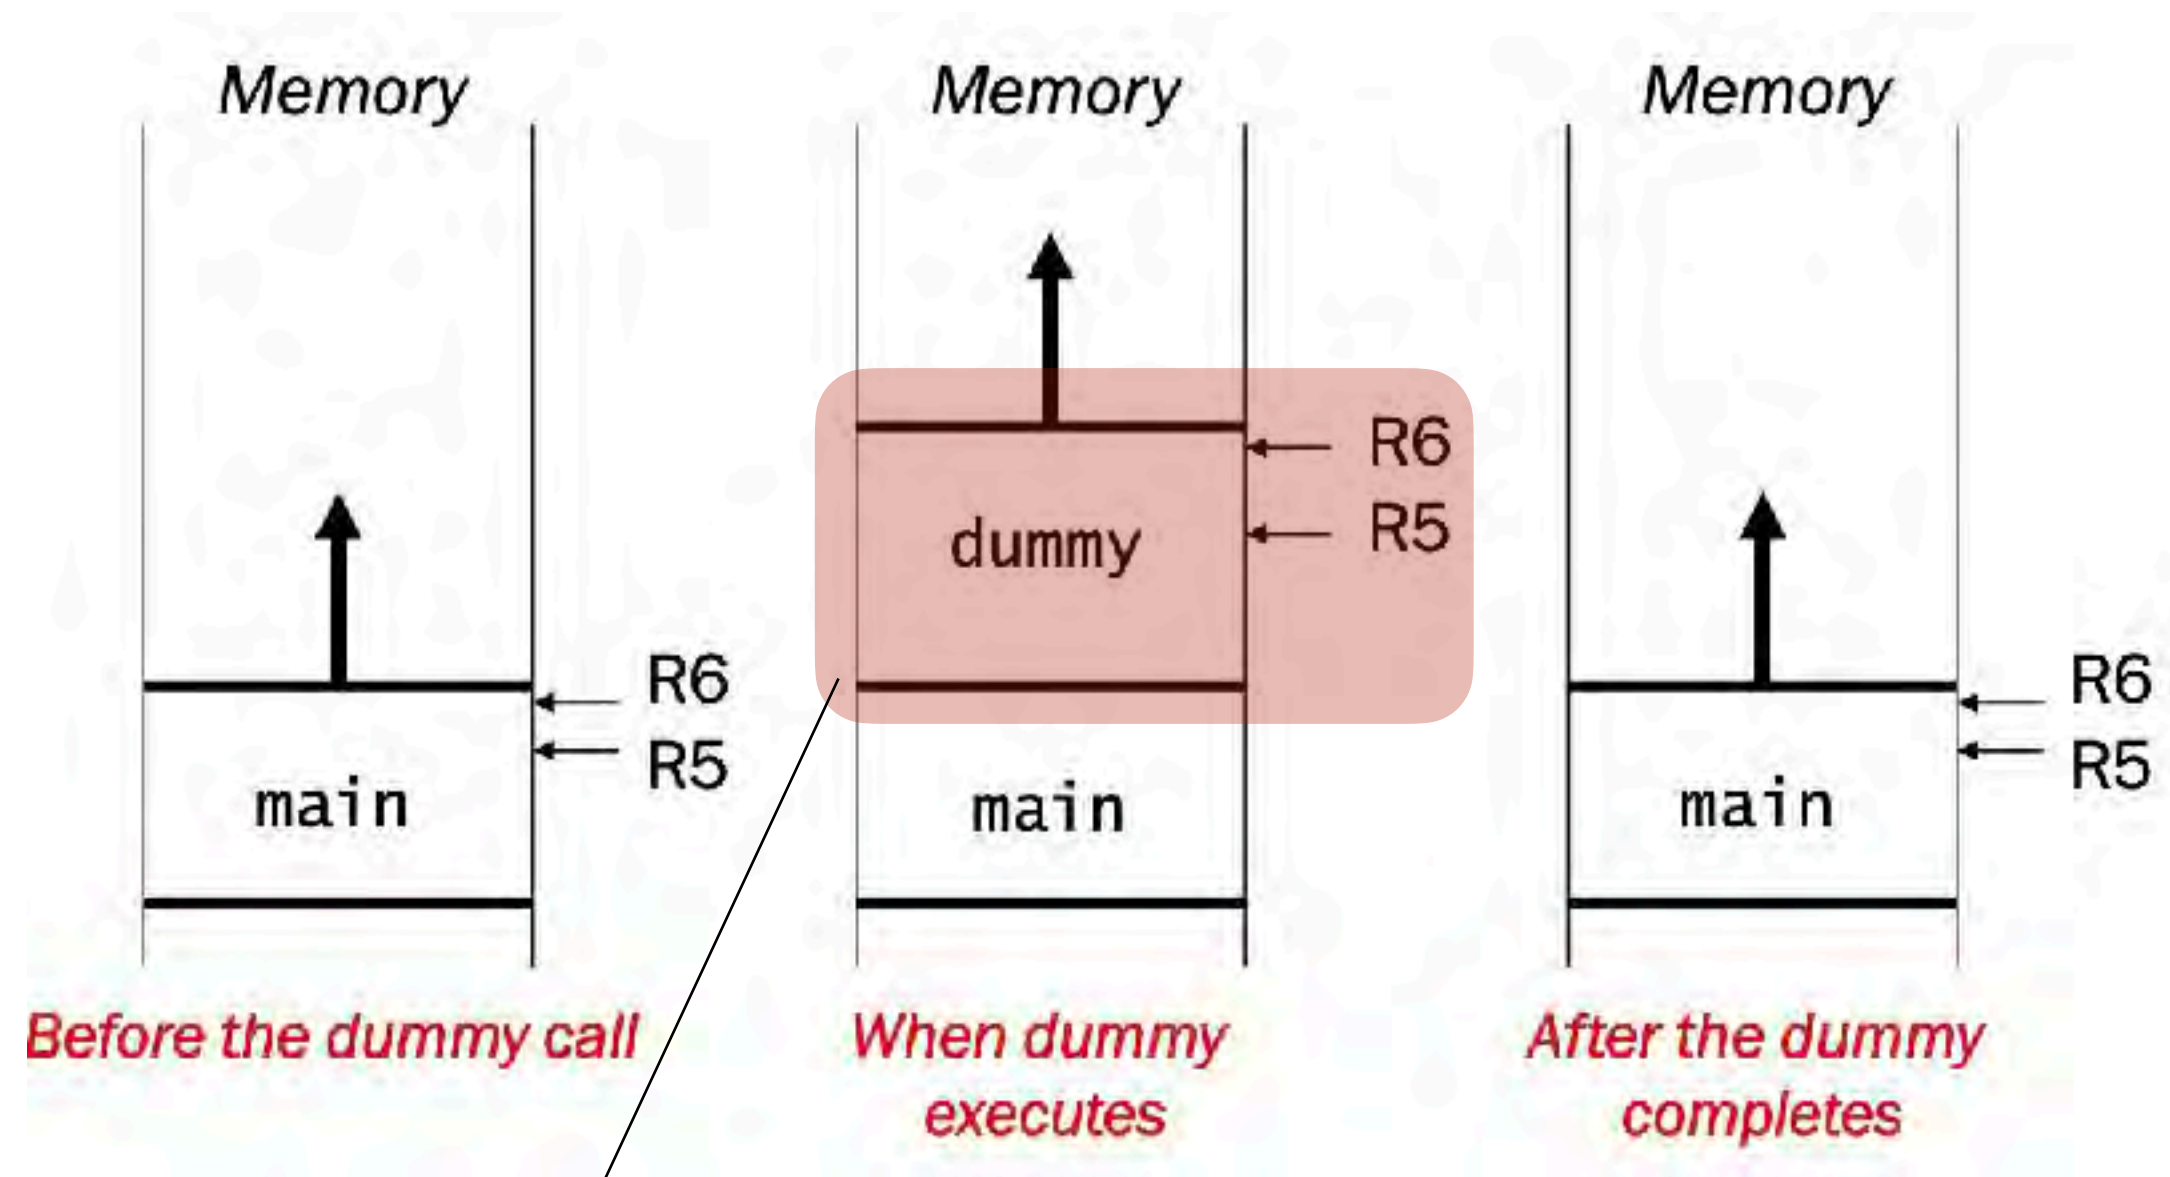 Memory
R6
R5
main
Before the dummy call
Memory
R6
dummy
R5
main
When dummy
executes
Memory
R6
R5
main
After the dummy
completes